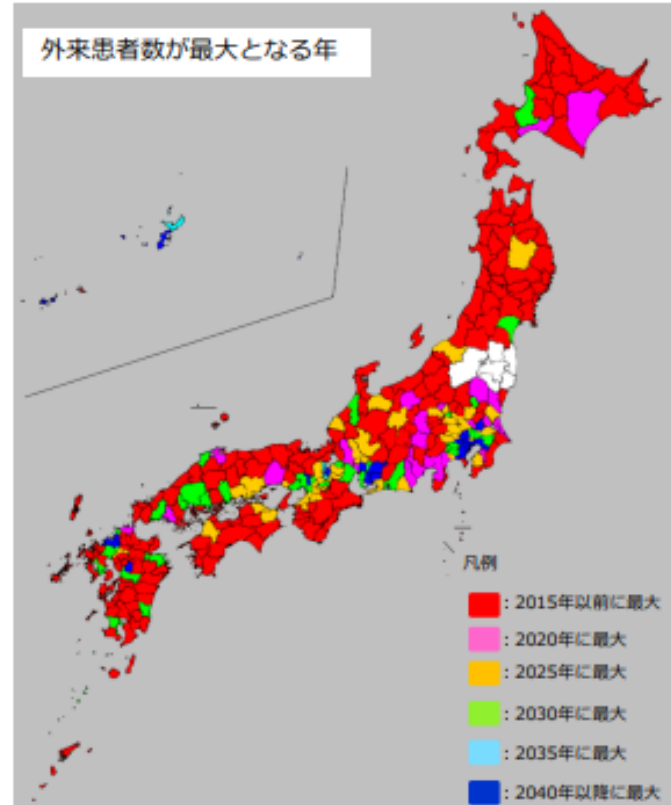 外来患者数が最大となる年
凡例
：2015年以前に最大
：2020年に最大
：2025年に最大
：2030年に最大
：2035年に最大
：2040年以降に最大